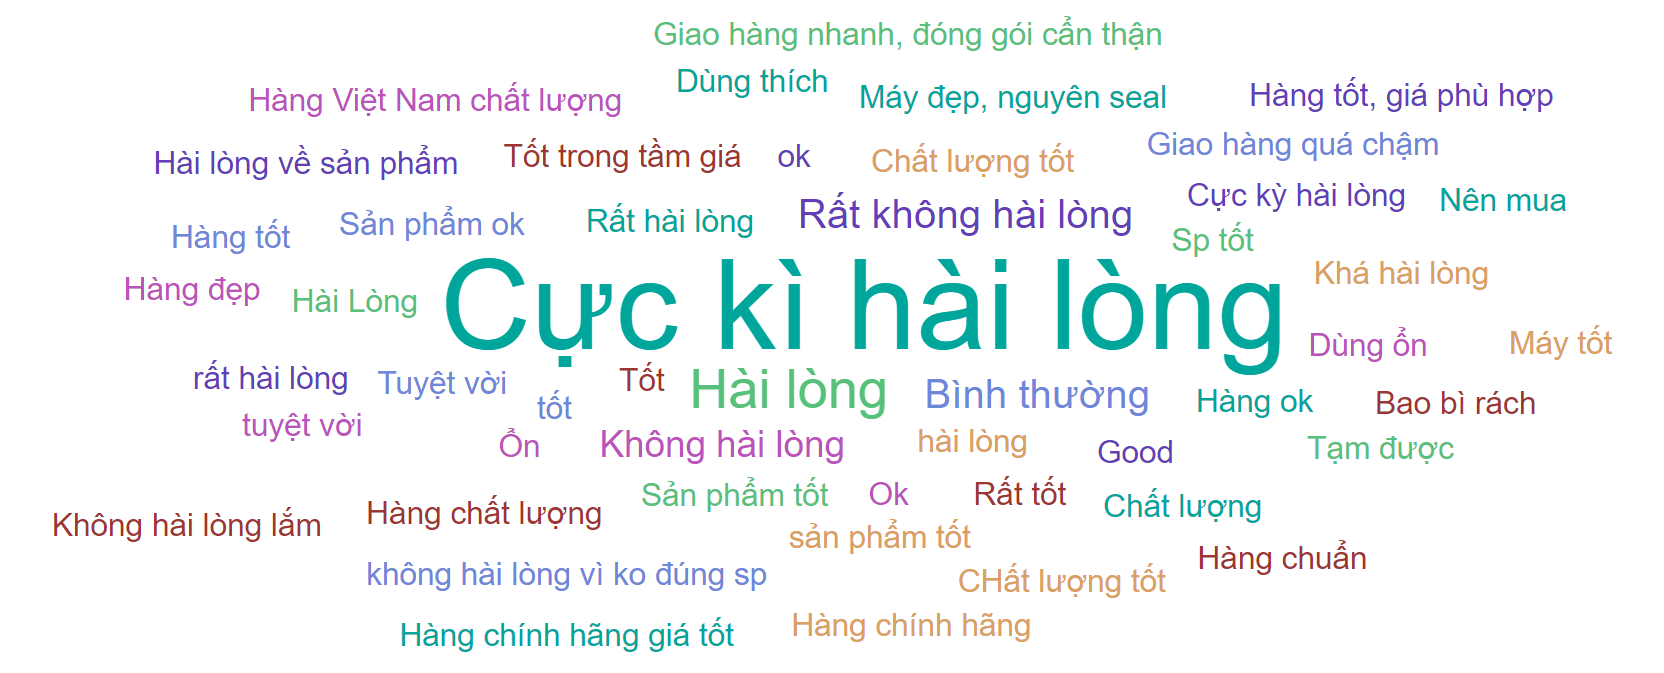 Giao hàng nhanh, đóng gói cẩn thận
Dùng thích
Hàng Việt Nam chất lượng
Máy đẹp, nguyên seal
Hàng tốt, giá phù hợp
Hài lòng về sản phẩm
Tốt trong tầm giá
ok
Chất lượng tốt
Giao hàng quá chậm
Hàng tốt
Sản phẩm ok
Rất hài lòng
Rất không hài lòng
Cực kỳ hài lòng
Nên mua
Sp tốt
Hàng đẹp
Hài Lòng
Cực kì hài lòng
Khá hài lòng
Dùng ổn
Máy tốt
rất hài lòng
Tuyệt vời
tốt
Tốt
Hài lòng
Bình thường
Hàng ok
Bao bì rách
tuyệt vời
Ổn
Không hài lòng
hài lòng
Good
Tạm được
Sản phẩm tốt
Ok
Rất tốt
Chất lượng
Không hài lòng lắm
Hàng chất lượng
sản phẩm tốt
Hàng chuẩn
không hài lòng vì ko đúng sp
CHất lượng tốt
Hàng chính hãng giá tốt
Hàng chính hãng